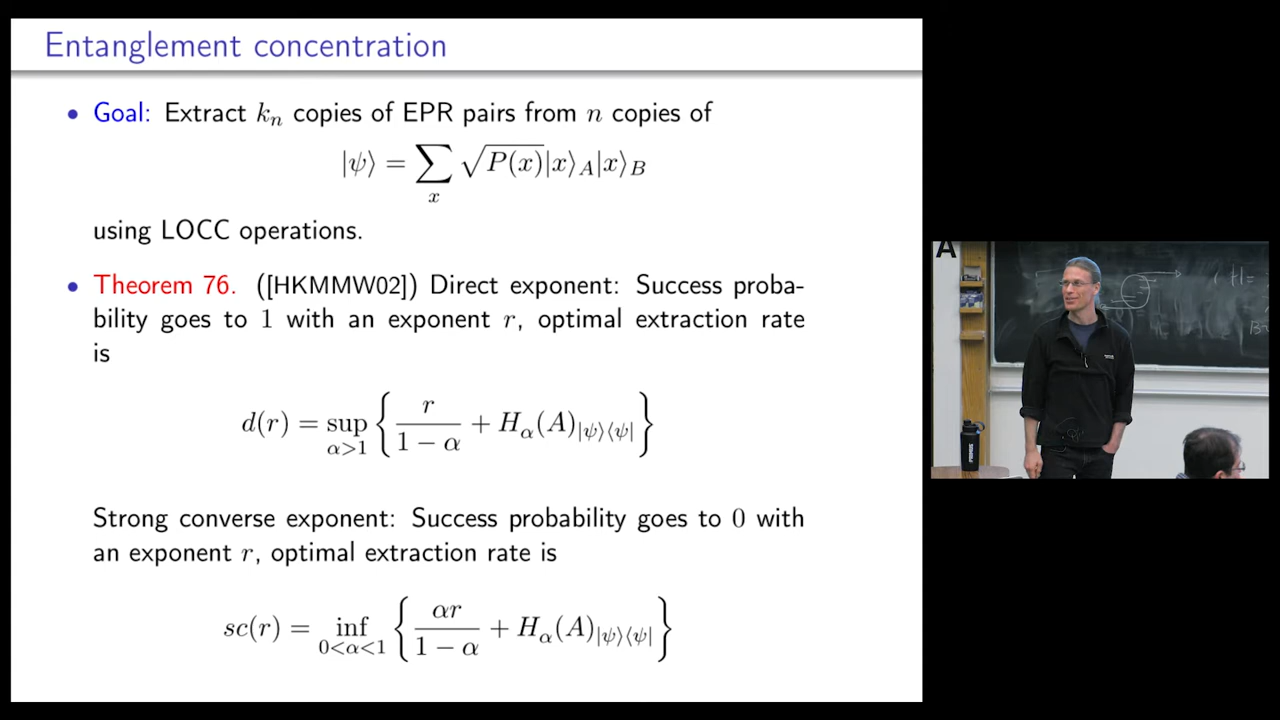 Entanglement concentration
• Goal: Extract kₙ copies of EPR pairs from n copies of
|ψ⟩ = ∑ₓ √P(x)|x⟩_A|x⟩_B
using LOCC operations.
• Theorem 76. ([HKMMW02]) Direct exponent: Success proba-
bility goes to 1 with an exponent r, optimal extraction rate
is
d(r) = sup_{α>1} { r/(1 − α) + H_α(A)_{|ψ⟩⟨ψ|} }
Strong converse exponent: Success probability goes to 0 with
an exponent r, optimal extraction rate is
sc(r) = inf_{0<α<1} { αr/(1 − α) + H_α(A)_{|ψ⟩⟨ψ|} }
A